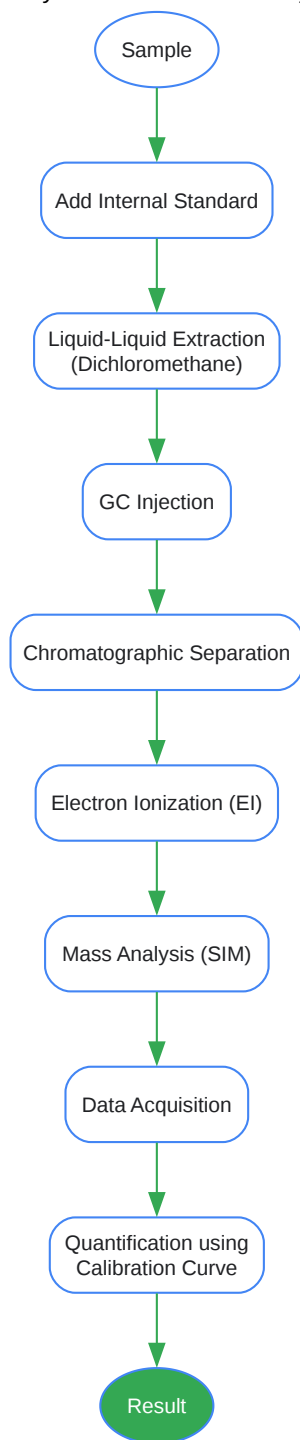 Sample
Add Internal Standard
Liquid-Liquid Extraction
(Dichloromethane)
GC Injection
Chromatographic Separation
Electron Ionization (EI)
Mass Analysis (SIM)
Data Acquisition
Quantification using
Calibration Curve
Result